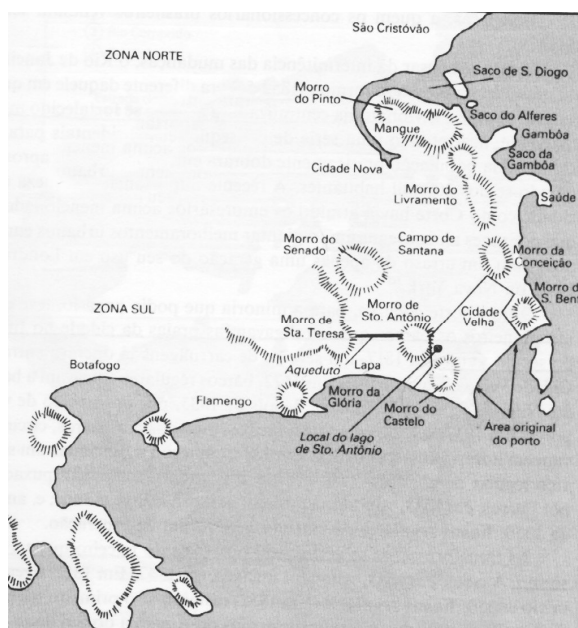 São Cristóvão
ZONA NORTE
Saco de S. Diogo
Morro
do Pinto
Mangue
Saco do Alferes
Gambôa
Saco da
Gambôa
Cidade Nova
Morro do
Livramento
Saúde
Morro do
Senado
Campo de
Santana
Morro da
Conceição
Morro de
S. Bent
ZONA SUL
Morro de
Sta. Teresa
Morro de
Sto. Antônio
Cidade
Velha
Aqueduto
Lapa
Botafogo
Flamengo
Morro da
Glória
Morro do
Castelo
Área original
do porto
Local do lago
de Sto. Antônio